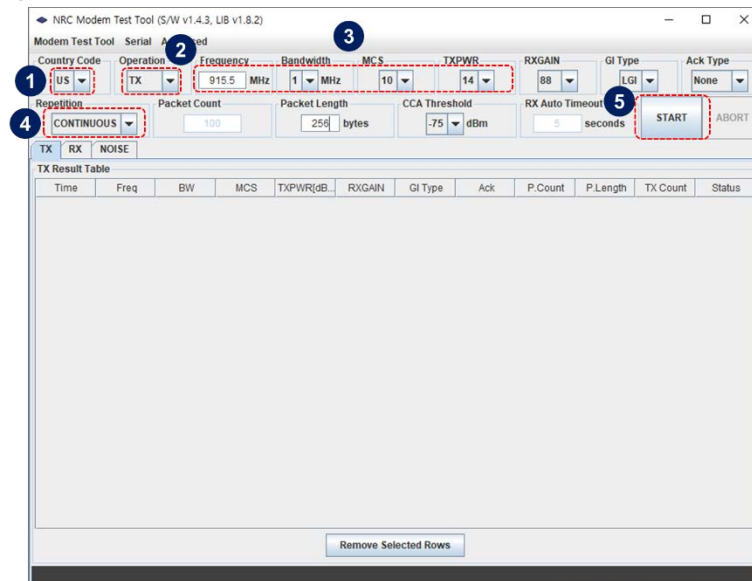 NRC Modem Test Tool (S/W v1.4.3, LIB v1.8.2)
Modem Test Tool Serial
2 3
Country Code Operation Frequency Bandwidth MCS TXPWR RXGAIN GI Type Ack Type
1 US TX 915.5 MHz 1 MHz 10 14 88 LGI None
Repetition Packet Count Packet Length CCA Threshold RX Auto Timeout 5
4 CONTINUOUS 100 256 bytes -75 dBm 5 seconds START ABORT
TX RX NOISE
TX Result Table
Time Freq BW MCS TXPWR[dB... RXGAIN GI Type Ack P.Count P.Length TX Count Status
Remove Selected Rows